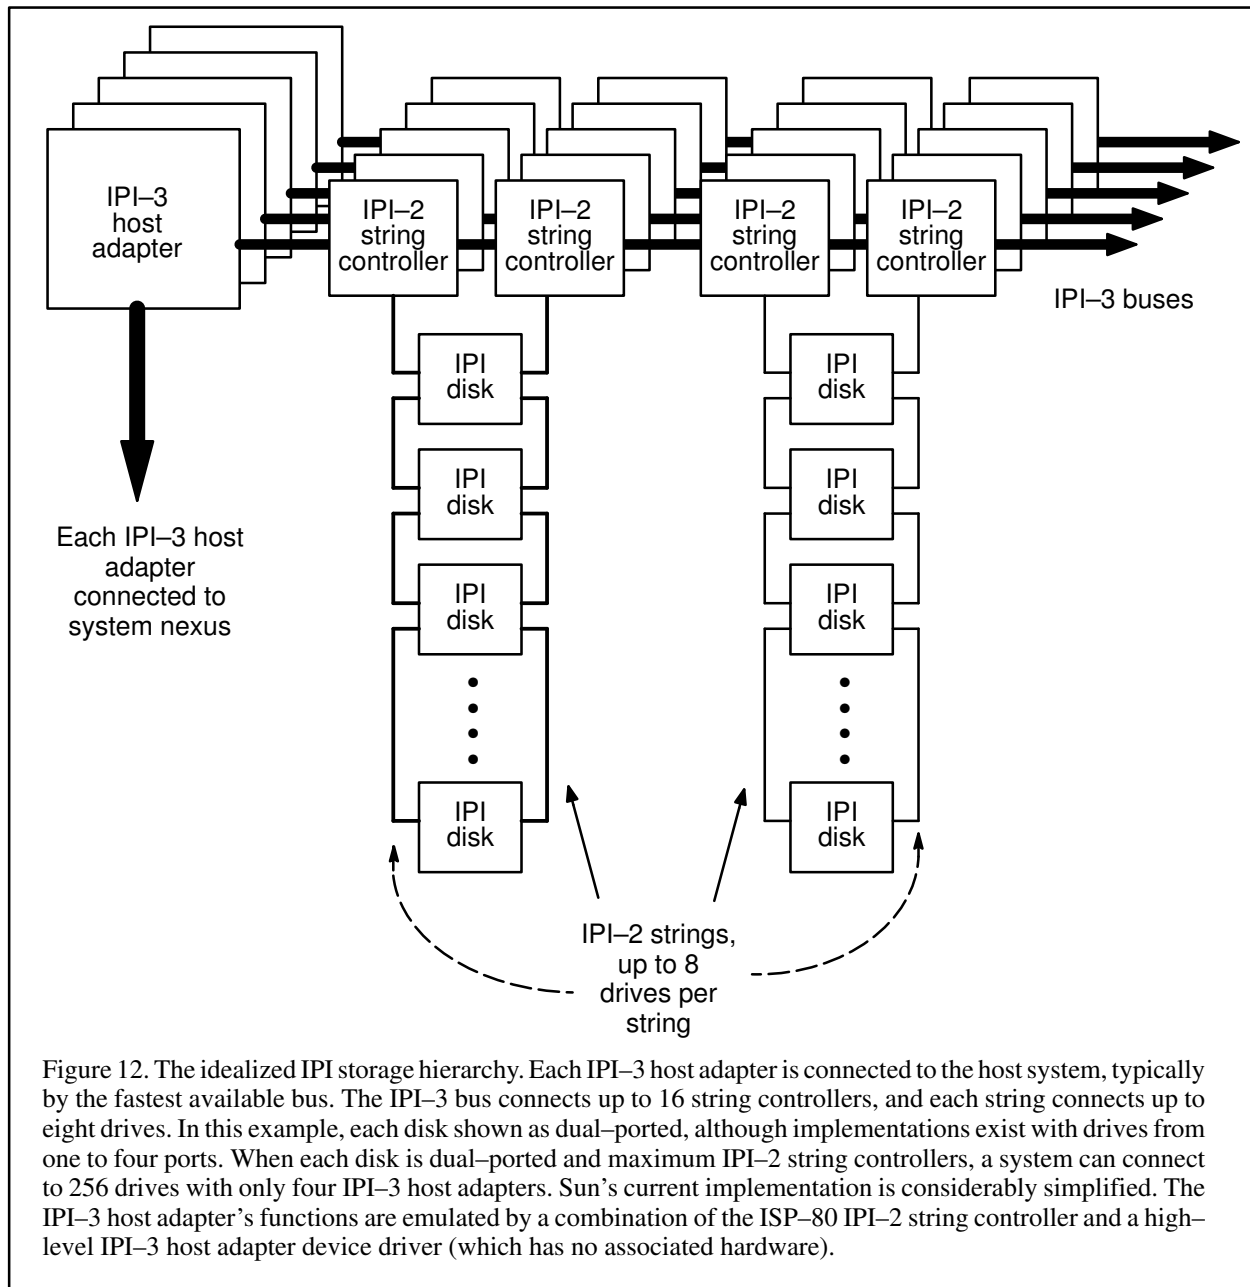 IPI–3
host
adapter
IPI–2
string
controller
IPI–2
string
controller
IPI–2
string
controller
IPI–2
string
controller
IPI–3 buses
IPI
disk
IPI
disk
IPI
disk
IPI
disk
IPI
disk
IPI
disk
IPI
disk
IPI
disk
Each IPI–3 host
adapter
connected to
system nexus
IPI–2 strings,
up to 8
drives per
string
Figure 12. The idealized IPI storage hierarchy. Each IPI–3 host adapter is connected to the host system, typically
by the fastest available bus. The IPI–3 bus connects up to 16 string controllers, and each string connects up to
eight drives. In this example, each disk shown as dual–ported, although implementations exist with drives from
one to four ports. When each disk is dual–ported and maximum IPI–2 string controllers, a system can connect
to 256 drives with only four IPI–3 host adapters. Sun's current implementation is considerably simplified. The
IPI–3 host adapter's functions are emulated by a combination of the ISP–80 IPI–2 string controller and a high–
level IPI–3 host adapter device driver (which has no associated hardware).